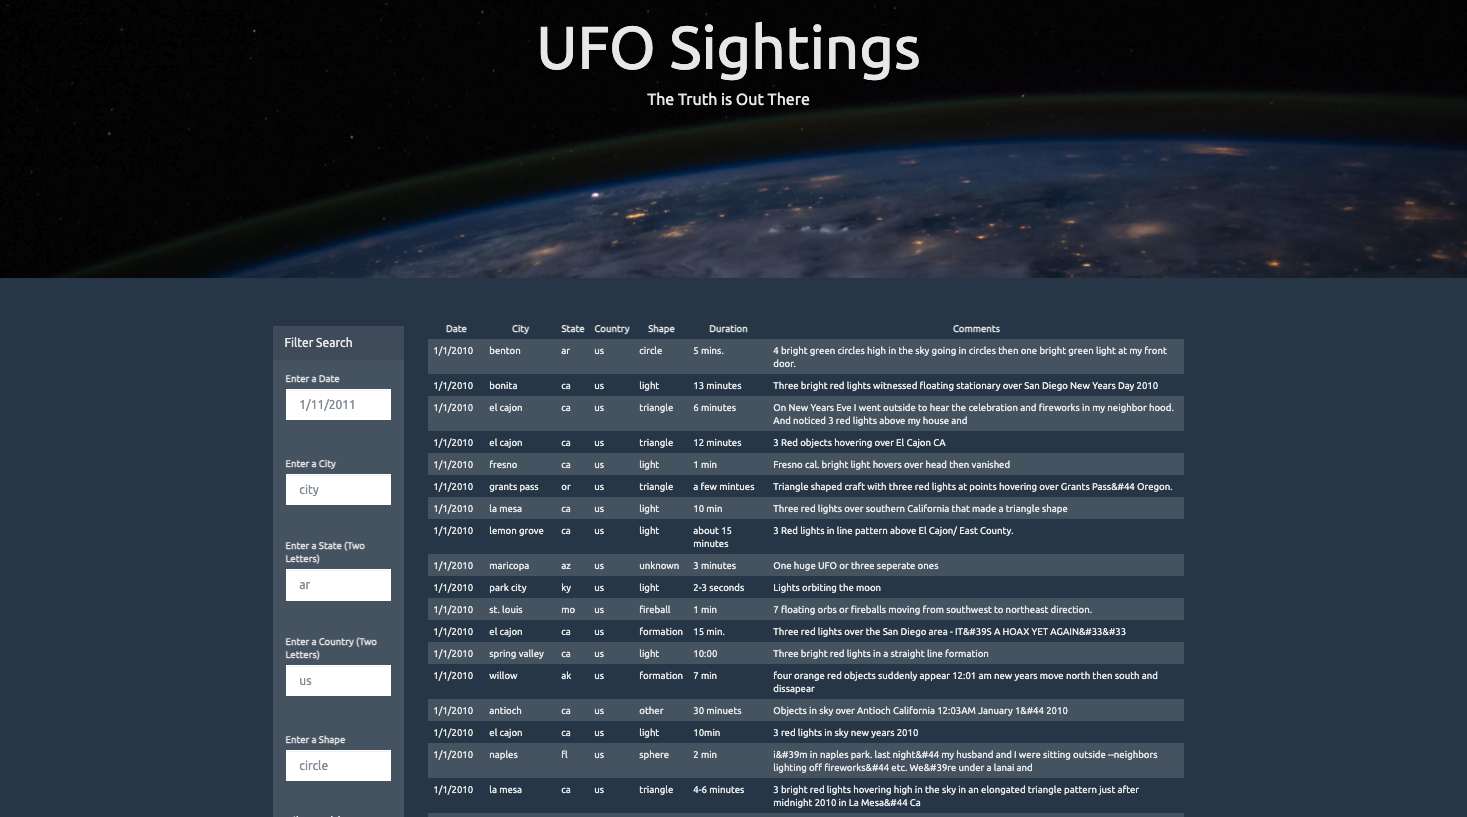 UFO Sightings
The Truth is Out There
Filter Search
Enter a Date
1/11/2011
Enter a City
city
Enter a State (Two
Letters)
ar
Enter a Country (Two
Letters)
us
Enter a Shape
circle
Date City State Country Shape Duration Comments
1/1/2010 benton ar us circle 5 mins. 4 bright green circles high in the sky going in circles then one bright green light at my front
door.
1/1/2010 bonita ca us light 13 minutes Three bright red lights witnessed floating stationary over San Diego New Years Day 2010
1/1/2010 el cajon ca us triangle 6 minutes On New Years Eve I went outside to hear the celebration and fireworks in my neighbor hood.
And noticed 3 red lights above my house and
1/1/2010 el cajon ca us triangle 12 minutes 3 Red objects hovering over El Cajon CA
1/1/2010 fresno ca us light 1 min Fresno cal. bright light hovers over head then vanished
1/1/2010 grants pass or us triangle a few mintues Triangle shaped craft with three red lights at points hovering over Grants Pass&#44 Oregon.
1/1/2010 la mesa ca us light 10 min Three red lights over southern California that made a triangle shape
1/1/2010 lemon grove ca us light about 15 3 Red lights in line pattern above El Cajon/ East County.
minutes
1/1/2010 maricopa az us unknown 3 minutes One huge UFO or three seperate ones
1/1/2010 park city ky us light 2-3 seconds Lights orbiting the moon
1/1/2010 st. louis mo us fireball 1 min 7 floating orbs or fireballs moving from southwest to northeast direction.
1/1/2010 el cajon ca us formation 15 min. Three red lights over the San Diego area - IT&#39S A HOAX YET AGAIN&#33&#33
1/1/2010 spring valley ca us light 10:00 Three bright red lights in a straight line formation
1/1/2010 willow ak us formation 7 min four orange red objects suddenly appear 12:01 am new years move north then south and
dissapear
1/1/2010 antioch ca us other 30 minuets Objects in sky over Antioch California 12:03AM January 1&#44 2010
1/1/2010 el cajon ca us light 10min 3 red lights in sky new years 2010
1/1/2010 naples fl us sphere 2 min i&#39m in naples park. last night&#44 my husband and I were sitting outside --neighbors
lighting off fireworks&#44 etc. We&#39re under a lanai and
1/1/2010 la mesa ca us triangle 4-6 minutes 3 bright red lights hovering high in the sky in an elongated triangle pattern just after
midnight 2010 in La Mesa&#44 Ca